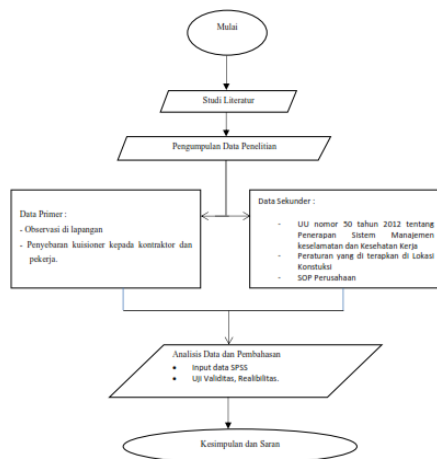 Mulai
Studi Literatur
Pengumpulan Data Penelitian
Data Primer :
- Observasi di lapangan
- Penyebaran kuisioner kepada kontraktor dan
pekerja.
Data Sekunder :
- UU nomor 50 tahun 2012 tentang
Penerapan Sistem Manajemen
keselamatan dan Kesehatan Kerja
- Peraturan yang di terapkan di Lokasi
Konstuksi
- SOP Perusahaan
Analisis Data dan Pembahasan
• Input data SPSS
• Uji Validitas, Realibilitas.
Kesimpulan dan Saran